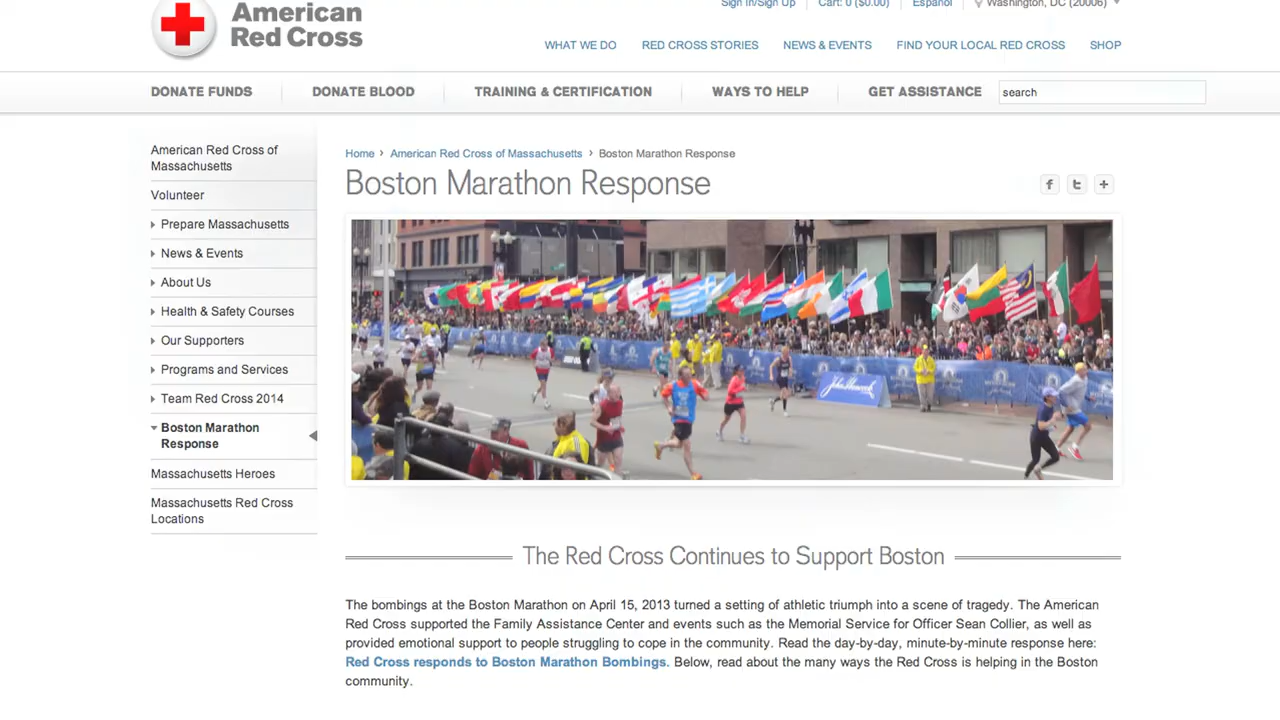 American
Red Cross
Sign In/Sign Up
Cart: 0 ($0.00)
Español
Washington, DC (20006)
WHAT WE DO
RED CROSS STORIES
NEWS & EVENTS
FIND YOUR LOCAL RED CROSS
SHOP
DONATE FUNDS
DONATE BLOOD
TRAINING & CERTIFICATION
WAYS TO HELP
GET ASSISTANCE
search
American Red Cross of
Massachusetts
Volunteer
Prepare Massachusetts
News & Events
About Us
Health & Safety Courses
Our Supporters
Programs and Services
Team Red Cross 2014
Boston Marathon
Response
Massachusetts Heroes
Massachusetts Red Cross
Locations
Home › American Red Cross of Massachusetts › Boston Marathon Response
Boston Marathon Response
John Hancock
The Red Cross Continues to Support Boston
The bombings at the Boston Marathon on April 15, 2013 turned a setting of athletic triumph into a scene of tragedy. The American
Red Cross supported the Family Assistance Center and events such as the Memorial Service for Officer Sean Collier, as well as
provided emotional support to people struggling to cope in the community. Read the day-by-day, minute-by-minute response here:
Red Cross responds to Boston Marathon Bombings. Below, read about the many ways the Red Cross is helping in the Boston
community.